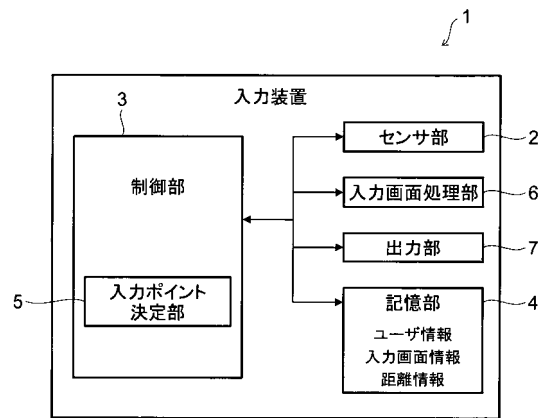 1
入力装置
3
制御部
5
入力ポイント
決定部
センサ部
2
入力画面処理部
6
出力部
7
記憶部
4
ユーザ情報
入力画面情報
距離情報